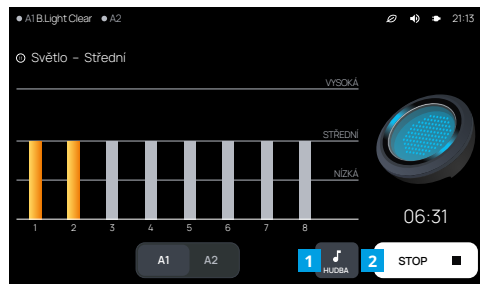 A1 B.Light Clear A2 21:13
Světlo – Střední
VYSOKÁ
STŘEDNÍ
NÍZKÁ
1 2 3 4 5 6 7 8
06:31
A1 A2 1 HUDBA 2 STOP